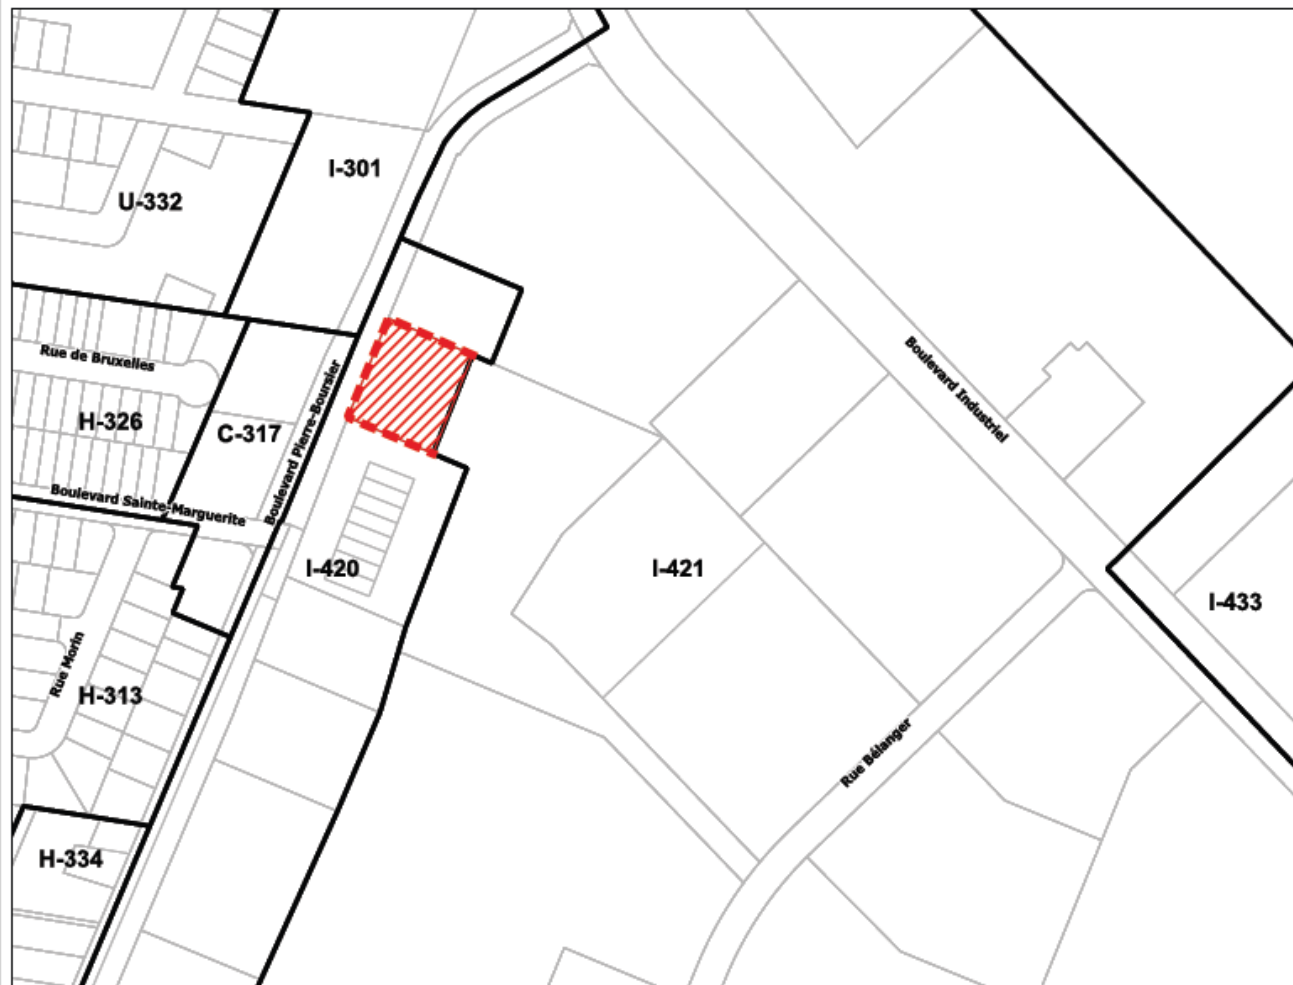 I-301
U-332
Boulevard Industriel
Rue de Bruxelles
Boulevard Pierre-Boursier
H-326
C-317
Boulevard Sainte-Marguerite
I-420
I-421
I-433
Rue Morin
H-313
Rue Bélanger
H-334